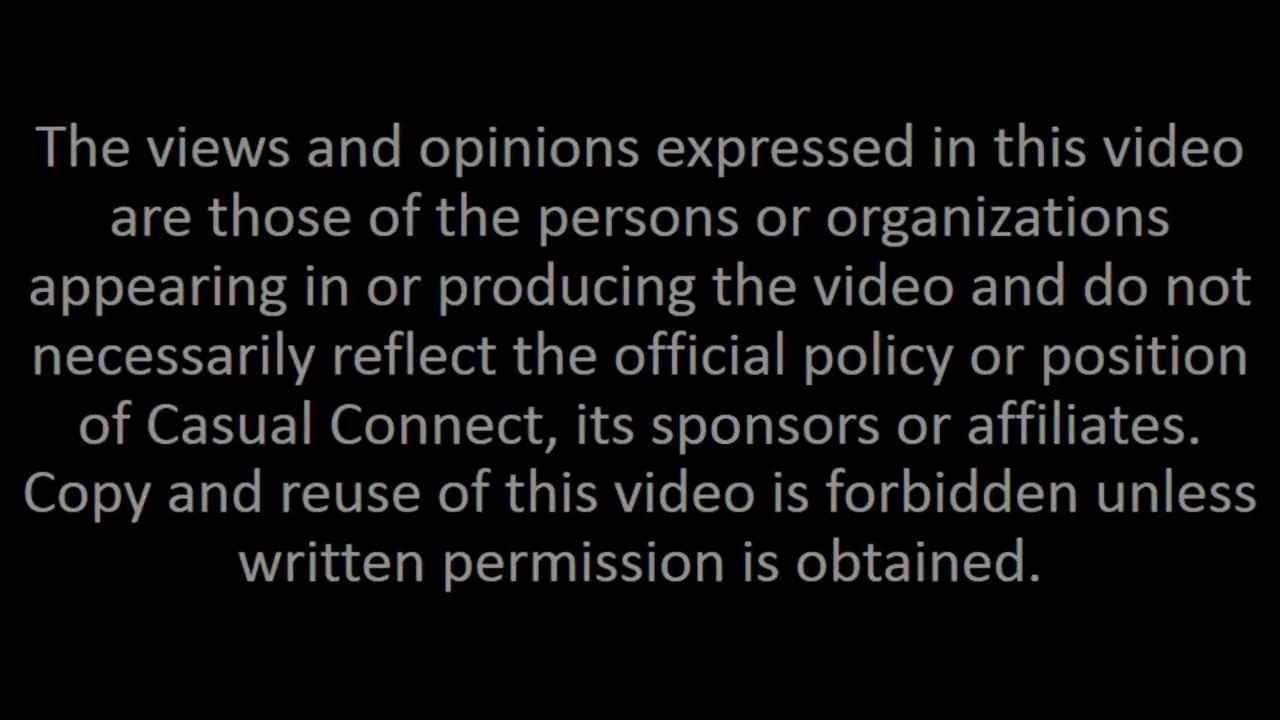 The views and opinions expressed in this video
are those of the persons or organizations
appearing in or producing the video and do not
necessarily reflect the official policy or position
of Casual Connect, its sponsors or affiliates.
Copy and reuse of this video is forbidden unless
written permission is obtained.